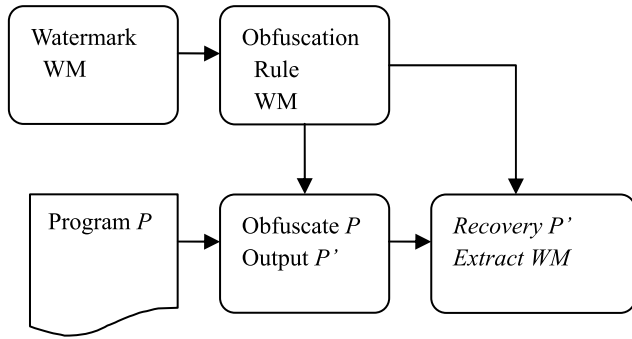 Watermark
WM
Obfuscation
Rule
WM
Program P
Obfuscate P
Output P’
Recovery P’
Extract WM